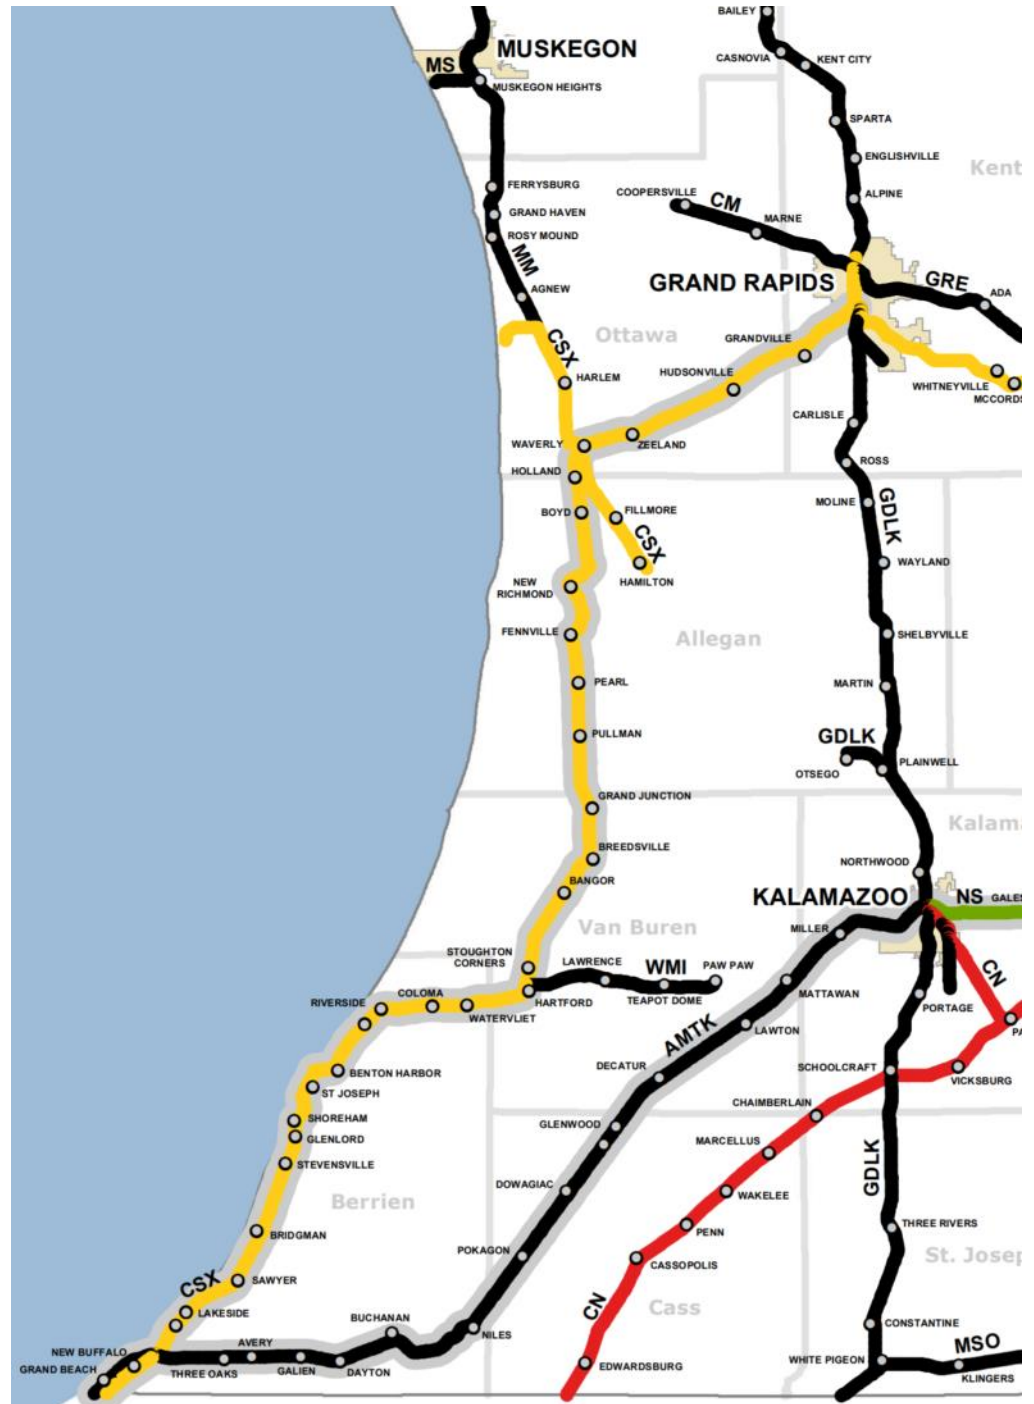 BAILEY
MUSKEGON
CASNOVIA
KENT CITY
MS
MUSKEGON HEIGHTS
SPARTA
ENGLISHVILLE
Kent
FERRYSBURG
COOPERSVILLE
CM
ALPINE
GRAND HAVEN
MARNE
ROSY MOUND
MM
GRAND RAPIDS
GRE
ADA
AGNEW
CSX
Ottawa
GRANDVILLE
HARLEM
HUDSONVILLE
WHITNEYVILLE
MCCORDS
CARLISLE
WAVERLY
ZEELAND
HOLLAND
ROSS
MOLINE
GDLK
BOYD
FILLMORE
CSX
WAYLAND
NEW
RICHMOND
HAMILTON
FENNVILLE
Allegan
SHELBYVILLE
PEARL
MARTIN
PULLMAN
GDLK
OTSEGO
PLAINWELL
GRAND JUNCTION
Kalama
BREEDSVILLE
NORTHWOOD
BANGOR
KALAMAZOO
NS
GALES
Van Buren
MILLER
STOUGHTON
CORNERS
LAWRENCE
WMI
PAW PAW
CN
MATTAWAN
RIVERSIDE
COLOMA
HARTFORD
TEAPOT DOME
WATERVLIET
PORTAGE
PA
LAWTON
AMTK
DECATUR
BENTON HARBOR
SCHOOLCRAFT
VICKSBURG
ST JOSEPH
CHAIMBERLAIN
SHOREHAM
GLENWOOD
GLENLORD
MARCELLUS
GDLK
STEVENSVILLE
DOWAGIAC
WAKELEE
Berrien
BRIDGMAN
PENN
THREE RIVERS
POKAGON
St. Josep
CASSOPOLIS
SAWYER
CSX
CN
Cass
LAKESIDE
BUCHANAN
CONSTANTINE
NILES
NEW BUFFALO
AVERY
MSO
GRAND BEACH
THREE OAKS
GALIEN
DAYTON
EDWARDSBURG
WHITE PIGEON
KLINGERS